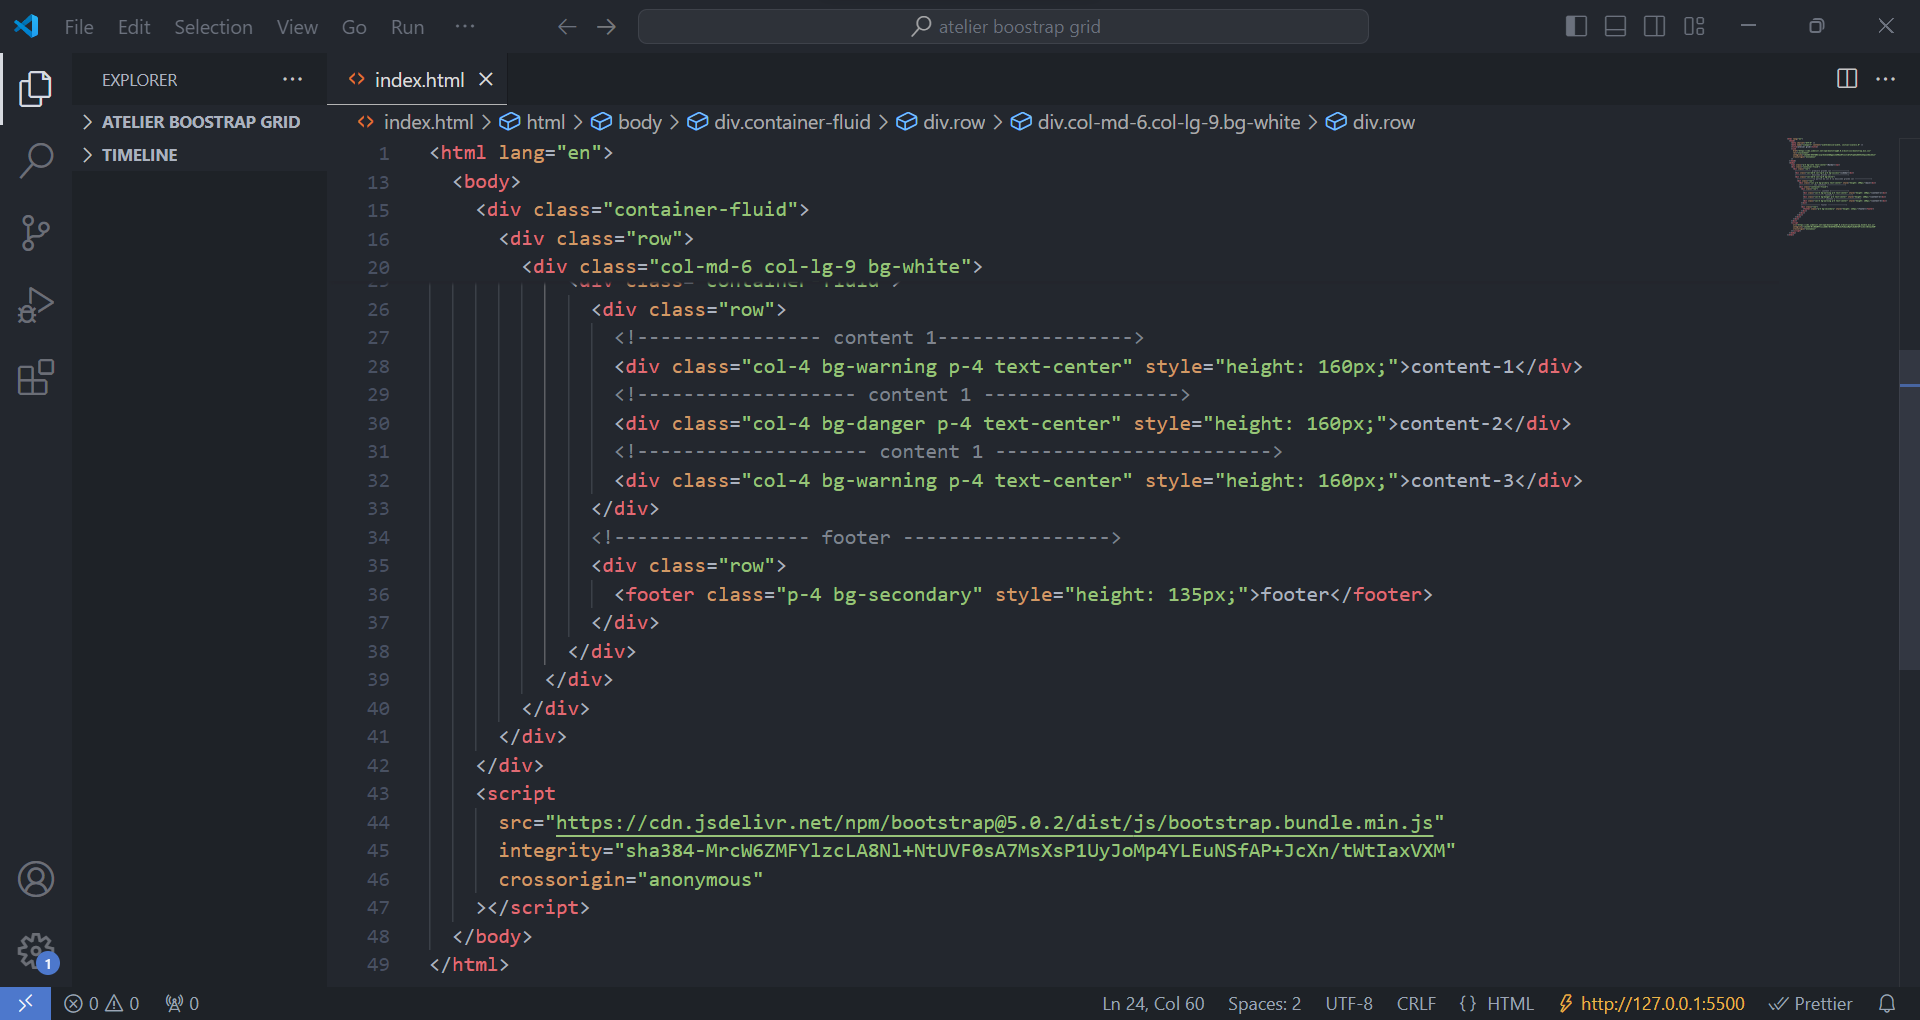 File Edit Selection View Go Run ···
atelier boostrap grid
EXPLORER ···
index.html
ATELIER BOOSTRAP GRID
TIMELINE
index.html > html > body > div.container-fluid > div.row > div.col-md-6.col-lg-9.bg-white > div.row
1 <html lang="en">
13 <body>
15 <div class="container-fluid">
16 <div class="row">
20 <div class="col-md-6 col-lg-9 bg-white">
25 <div class="container-fluid">
26 <div class="row">
27 <!---------------- content 1----------------->
28 <div class="col-4 bg-warning p-4 text-center" style="height: 160px;">content-1</div>
29 <!------------------- content 1 ----------------->
30 <div class="col-4 bg-danger p-4 text-center" style="height: 160px;">content-2</div>
31 <!-------------------- content 1 ------------------------>
32 <div class="col-4 bg-warning p-4 text-center" style="height: 160px;">content-3</div>
33 </div>
34 <!----------------- footer ------------------>
35 <div class="row">
36 <footer class="p-4 bg-secondary" style="height: 135px;">footer</footer>
37 </div>
38 </div>
39 </div>
40 </div>
41 </div>
42 </div>
43 <script
44 src="https://cdn.jsdelivr.net/npm/bootstrap@5.0.2/dist/js/bootstrap.bundle.min.js"
45 integrity="sha384-MrcW6ZMFYlzcLA8Nl+NtUVF0sA7MsXsP1UyJoMp4YLEuNSfAP+JcXn/tWtIaxVXM"
46 crossorigin="anonymous"
47 ></script>
48 </body>
49 </html>
1
0 0 0 Ln 24, Col 60 Spaces: 2 UTF-8 CRLF {} HTML http://127.0.0.1:5500 Prettier